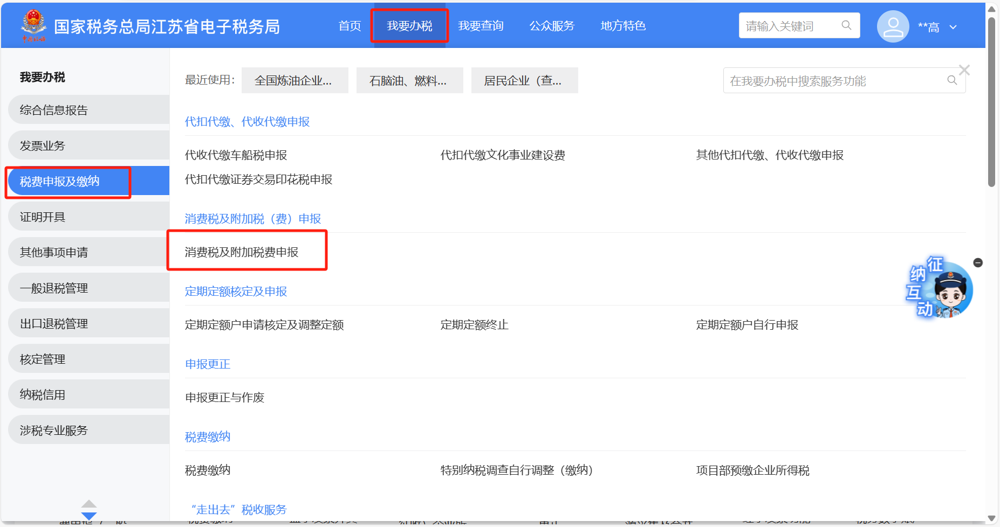 国家税务总局江苏省电子税务局
首页 我要办税 我要查询 公众服务 地方特色 请输入关键词 **高
我要办税
综合信息报告
发票业务
税费申报及缴纳
证明开具
其他事项申请
一般退税管理
出口退税管理
核定管理
纳税信用
涉税专业服务
最近使用： 全国炼油企业... 石脑油、燃料... 居民企业（查... 在我要办税中搜索服务功能
代扣代缴、代收代缴申报
代收代缴车船税申报 代扣代缴文化事业建设费 其他代扣代缴、代收代缴申报
代扣代缴证券交易印花税申报
消费税及附加税（费）申报
消费税及附加税费申报
定期定额核定及申报
定期定额户申请核定及调整定额 定期定额终止 定期定额户自行申报
申报更正
申报更正与作废
税费缴纳
税费缴纳 特别纳税调查自行调整（缴纳） 项目部预缴企业所得税
“走出去”税收服务
征纳互动